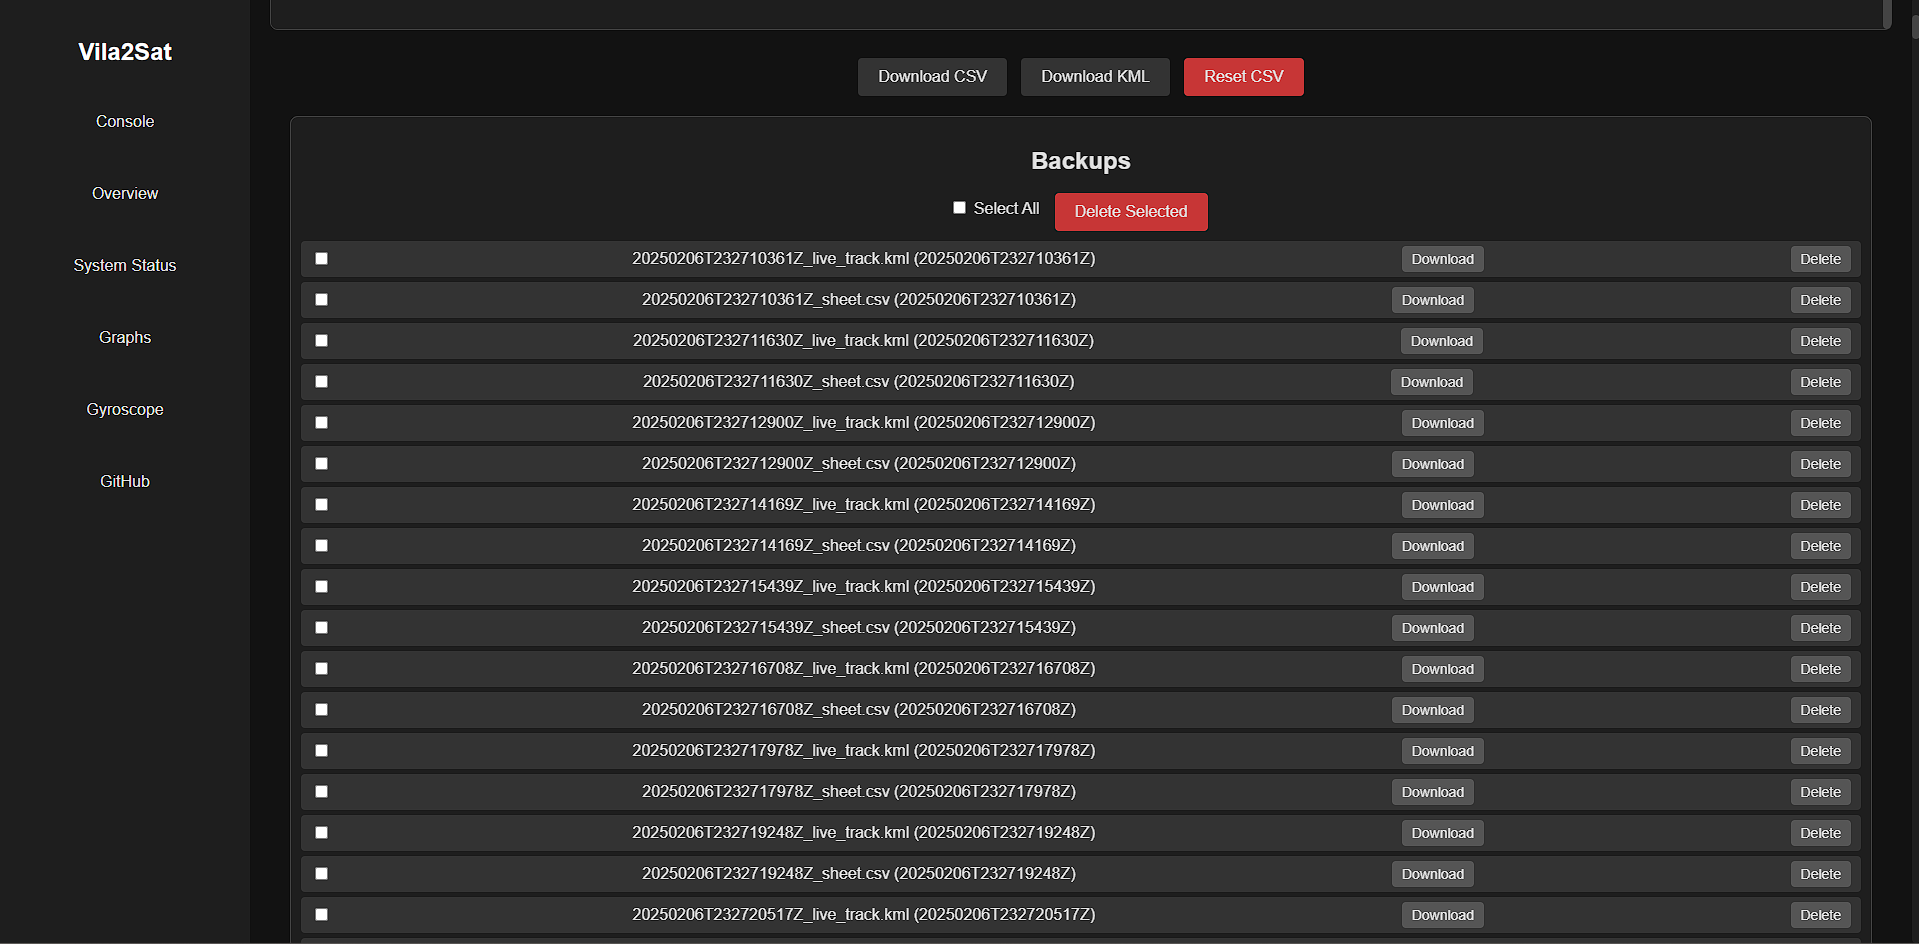 Vila2Sat
Console
Overview
System Status
Graphs
Gyroscope
GitHub
Download CSV Download KML Reset CSV
Backups
Select All Delete Selected
20250206T232710361Z_live_track.kml (20250206T232710361Z) Download Delete
20250206T232710361Z_sheet.csv (20250206T232710361Z) Download Delete
20250206T232711630Z_live_track.kml (20250206T232711630Z) Download Delete
20250206T232711630Z_sheet.csv (20250206T232711630Z) Download Delete
20250206T232712900Z_live_track.kml (20250206T232712900Z) Download Delete
20250206T232712900Z_sheet.csv (20250206T232712900Z) Download Delete
20250206T232714169Z_live_track.kml (20250206T232714169Z) Download Delete
20250206T232714169Z_sheet.csv (20250206T232714169Z) Download Delete
20250206T232715439Z_live_track.kml (20250206T232715439Z) Download Delete
20250206T232715439Z_sheet.csv (20250206T232715439Z) Download Delete
20250206T232716708Z_live_track.kml (20250206T232716708Z) Download Delete
20250206T232716708Z_sheet.csv (20250206T232716708Z) Download Delete
20250206T232717978Z_live_track.kml (20250206T232717978Z) Download Delete
20250206T232717978Z_sheet.csv (20250206T232717978Z) Download Delete
20250206T232719248Z_live_track.kml (20250206T232719248Z) Download Delete
20250206T232719248Z_sheet.csv (20250206T232719248Z) Download Delete
20250206T232720517Z_live_track.kml (20250206T232720517Z) Download Delete